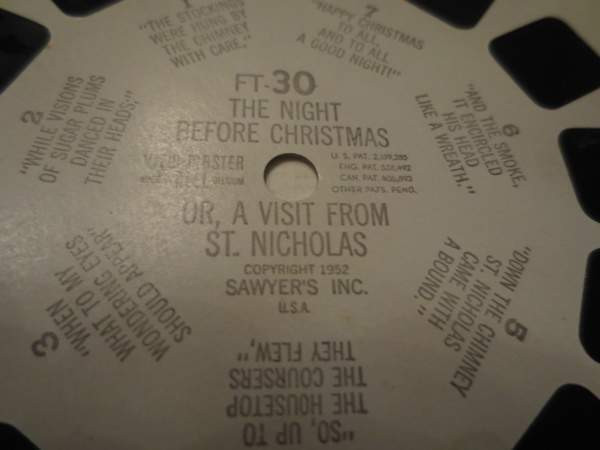 FT-30
THE NIGHT
BEFORE CHRISTMAS
VIEW-MASTER
REEL
U.S. PAT. 2,189,285
CAN. PAT.
OTHER PATS. PEND.
OR, A VISIT FROM
ST. NICHOLAS
COPYRIGHT 1952
SAWYER'S INC.
U.S.A.
1
"THE STOCKINGS
WERE HUNG BY
THE CHIMNEY
WITH CARE,"
2
"WHILE VISIONS
OF SUGAR PLUMS
DANCED IN
THEIR HEADS;"
3
"WHEN
WHAT TO MY
WONDERING EYES
SHOULD APPEAR"
"SO, UP TO
THE HOUSETOP
THE COURSERS
THEY FLEW,"
5
"DOWN THE CHIMNEY
ST. NICHOLAS
CAME WITH
A BOUND."
6
"AND THE SMOKE,
IT ENCIRCLED
HIS HEAD
LIKE A WREATH."
7
"HAPPY CHRISTMAS
TO ALL,
AND TO ALL
A GOOD NIGHT!"